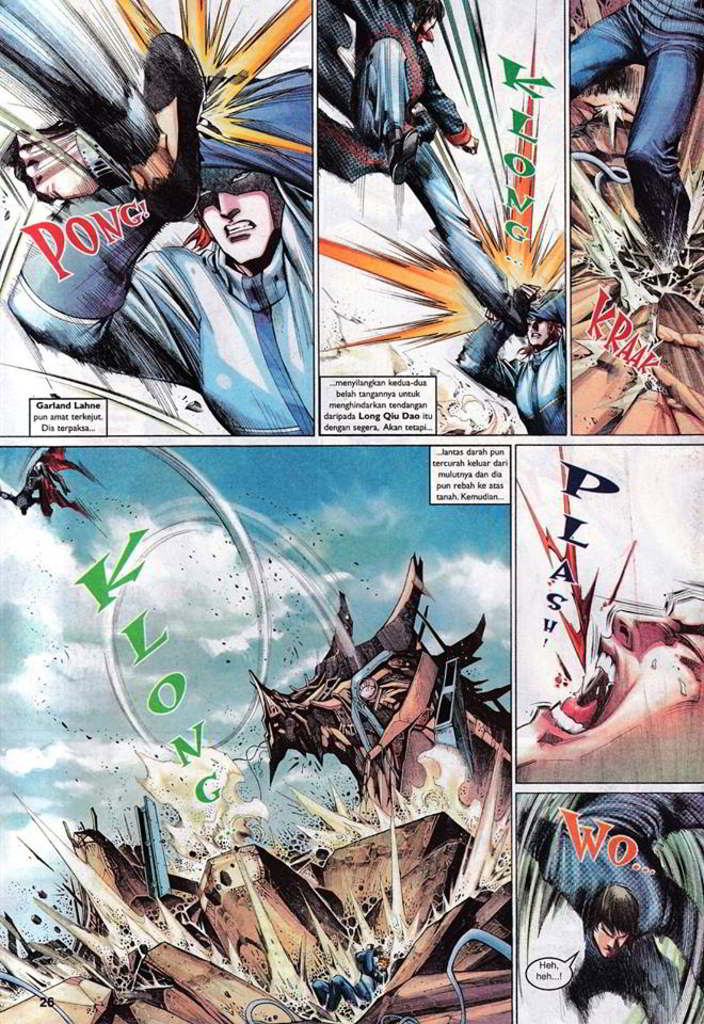 PONG!
Garland Lahne
pun amat terkejut.
Dia terpaksa...
KLONG...
...menyilangkan kedua-dua
belah tangannya untuk
menghindarkan tendangan
daripada Long Qiu Dao itu
dengan segera, Akan tetapi...
KRAAK
KLONG
...lantas darah pun
tercurah keluar dari
mulutnya dan dia
pun rebah ke atas
tanah. Kemudian...
PLASH!
WO...
Heh,
heh...!
26